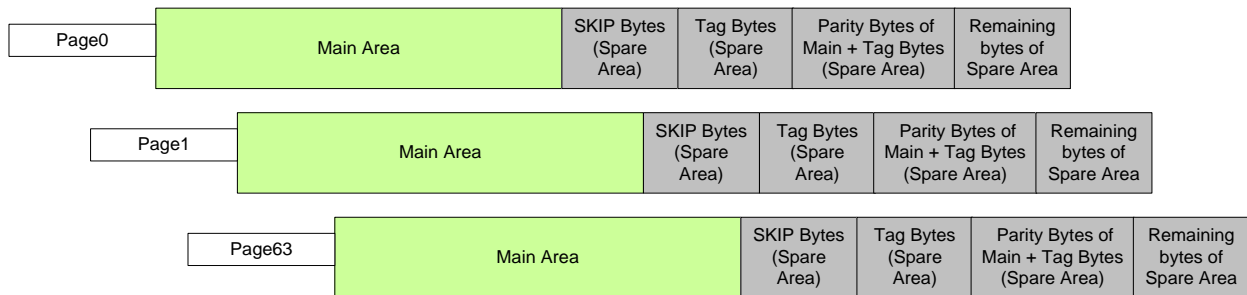 Page0
Main Area
SKIP Bytes
(Spare
Area)
Tag Bytes
(Spare
Area)
Parity Bytes of
Main + Tag Bytes
(Spare Area)
Remaining
bytes of
Spare Area
Page1
Main Area
SKIP Bytes
(Spare
Area)
Tag Bytes
(Spare
Area)
Parity Bytes of
Main + Tag Bytes
(Spare Area)
Remaining
bytes of
Spare Area
Page63
Main Area
SKIP Bytes
(Spare
Area)
Tag Bytes
(Spare
Area)
Parity Bytes of
Main + Tag Bytes
(Spare Area)
Remaining
bytes of
Spare Area